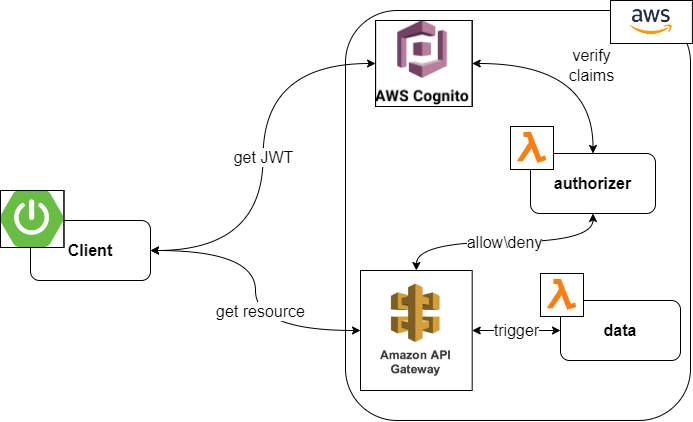 aws
AWS Cognito
verify
claims
get JWT
authorizer
Client
allow\deny
get resource
trigger
data
Amazon API
Gateway